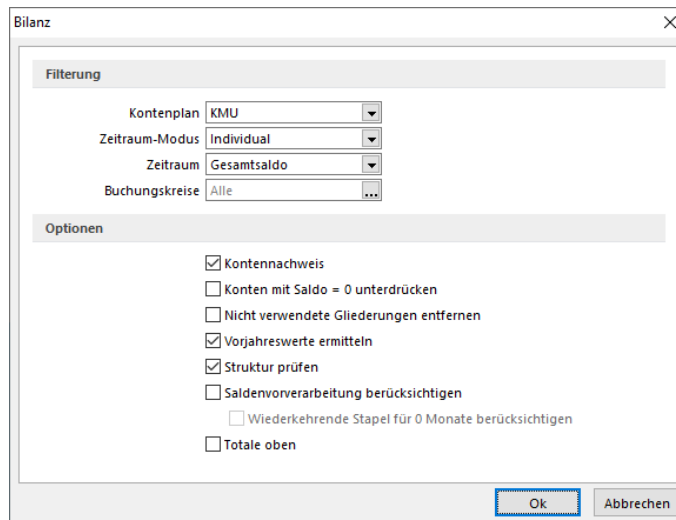 Bilanz
Filterung
Kontenplan KMU
Zeitraum-Modus Individual
Zeitraum Gesamtsaldo
Buchungskreise Alle ...
Optionen
Kontennachweis
Konten mit Saldo = 0 unterdrücken
Nicht verwendete Gliederungen entfernen
Vorjahreswerte ermitteln
Struktur prüfen
Saldenvorverarbeitung berücksichtigen
Wiederkehrende Stapel für 0 Monate berücksichtigen
Totale oben
Ok Abbrechen